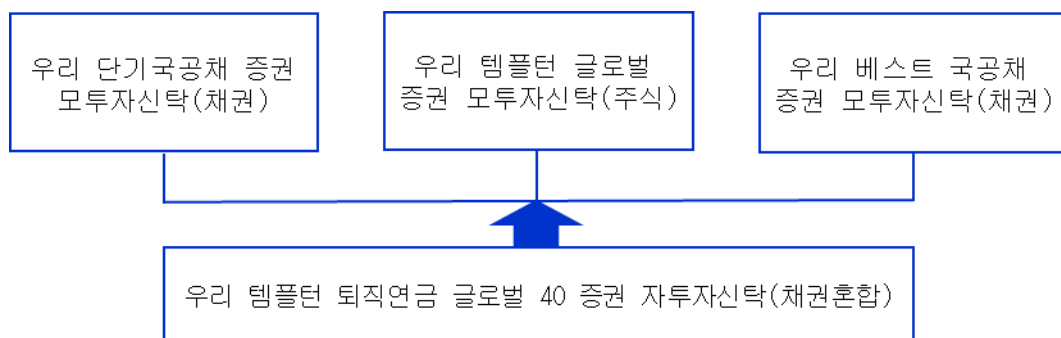 우리 단기국공채 증권
모투자신탁(채권)
우리 템플턴 글로벌
증권 모투자신탁(주식)
우리 베스트 국공채
증권 모투자신탁(채권)
우리 템플턴 퇴직연금 글로벌 40 증권 자투자신탁(채권혼합)